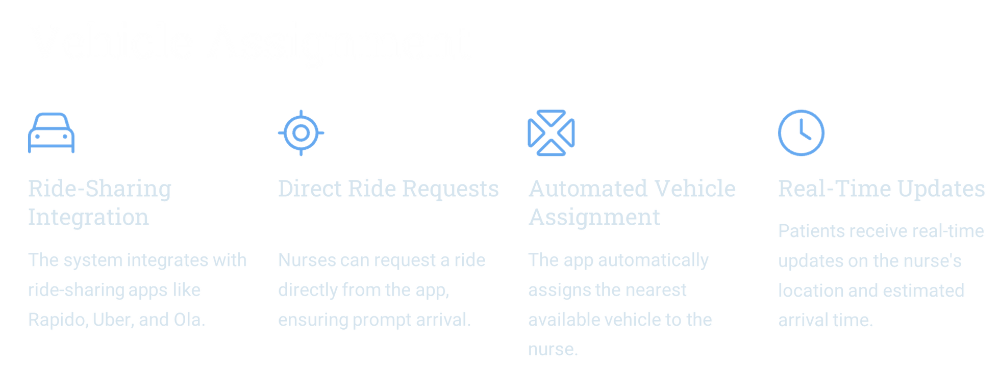 Ride-Sharing
Integration
The system integrates with
ride-sharing apps like
Rapido, Uber, and Ola.
Direct Ride Requests
Nurses can request a ride
directly from the app,
ensuring prompt arrival.
Automated Vehicle
Assignment
The app automatically
assigns the nearest
available vehicle to the
nurse.
Real-Time Updates
Patients receive real-time
updates on the nurse's
location and estimated
arrival time.